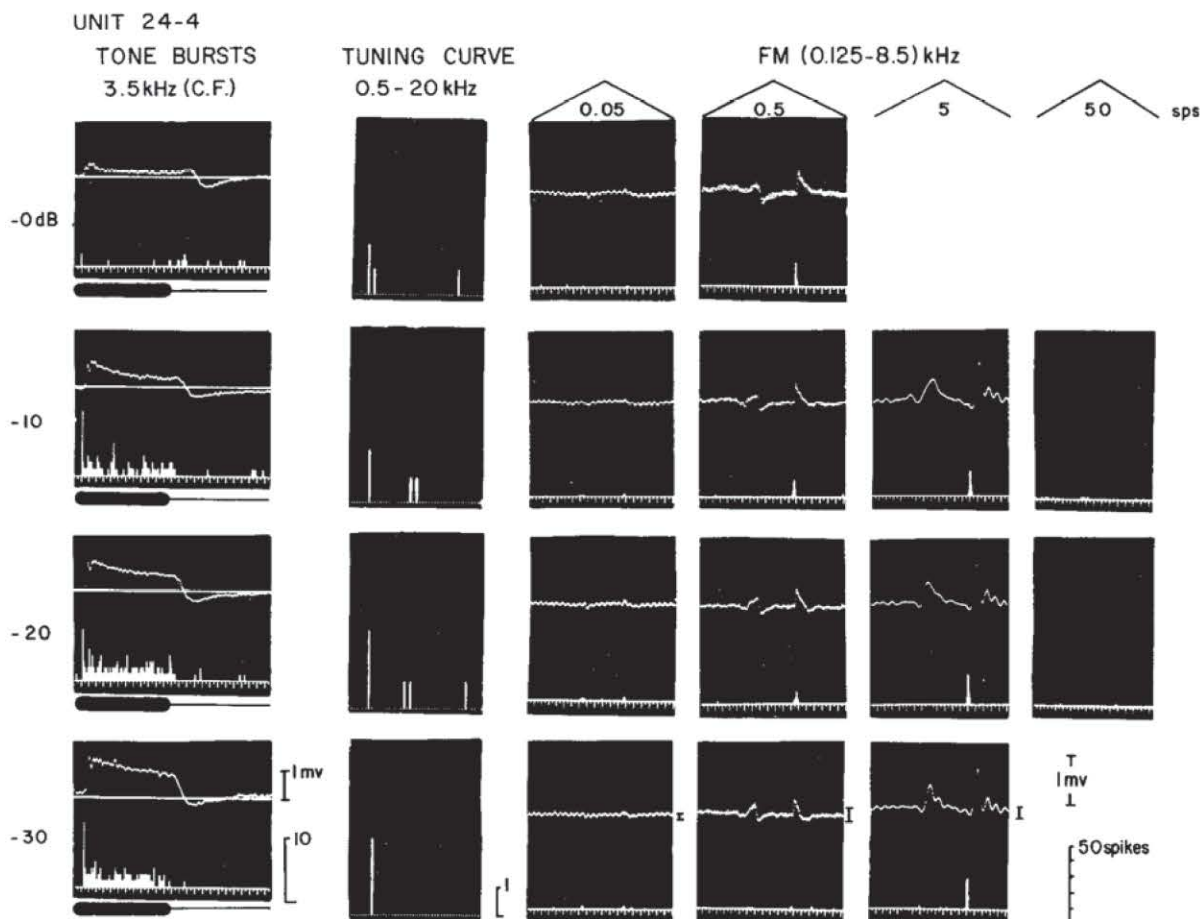 UNIT 24-4
TONE BURSTS TUNING CURVE FM (0.125-8.5) kHz
3.5kHz (C.F.) 0.5-20 kHz
0.05 0.5 5 50 sps
-0dB
-10
-20
-30
1mv
10
1
1mv
50spikes